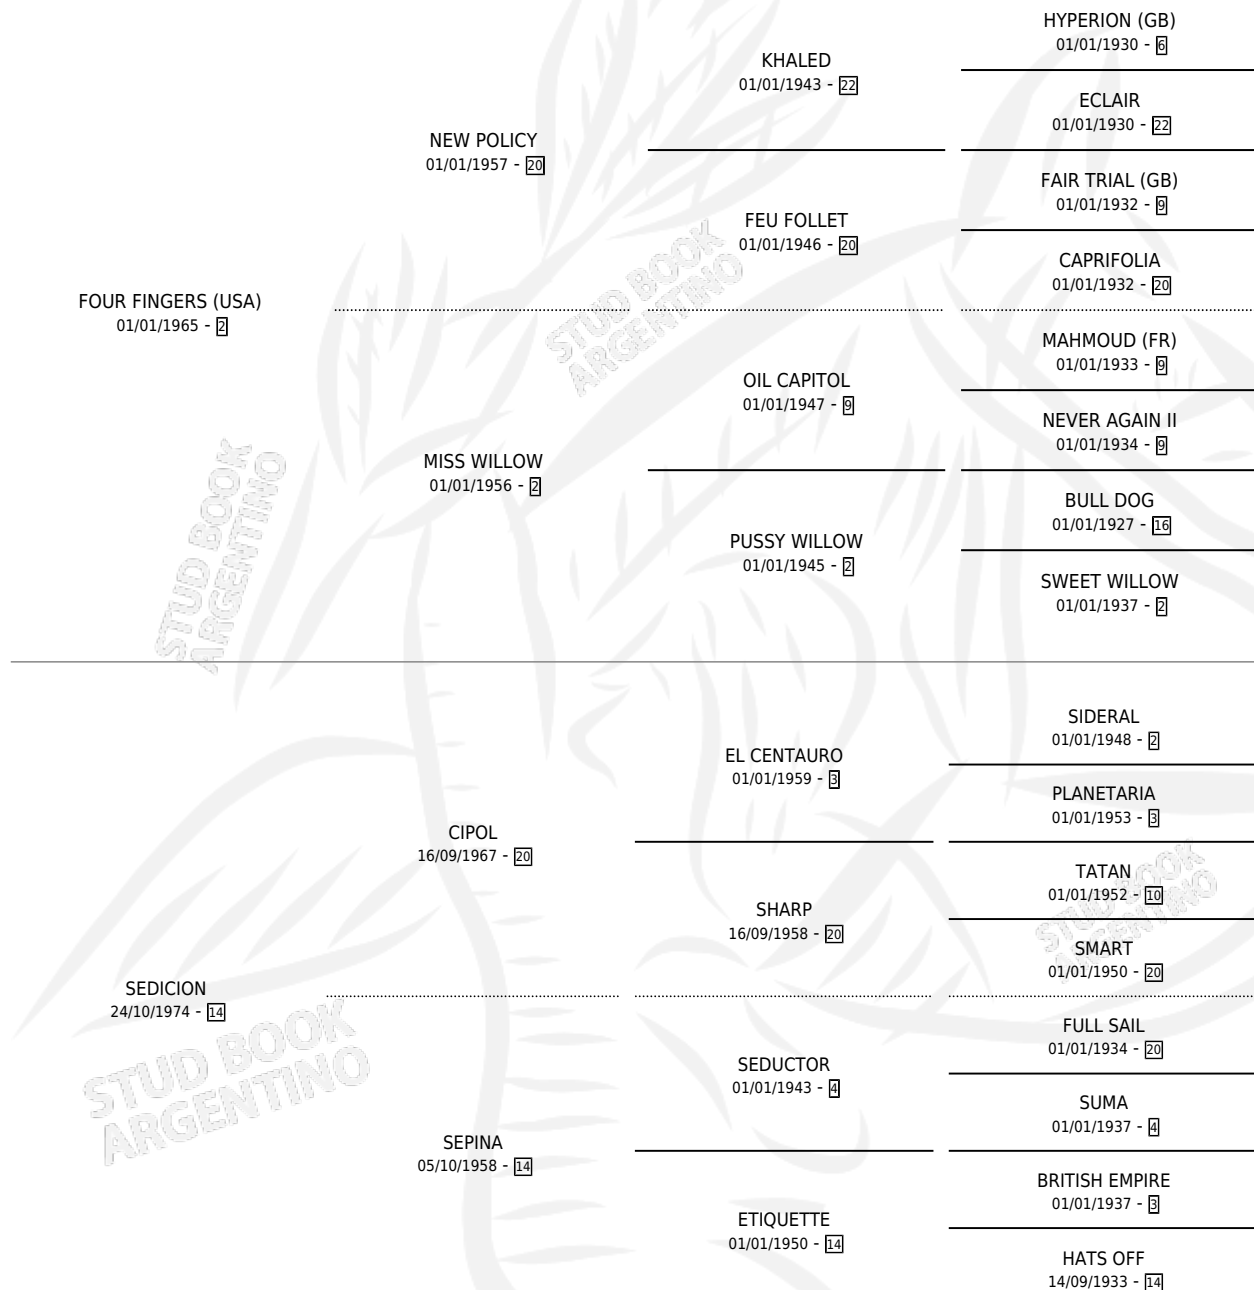 HYPERION (GB)
01/01/1930 - 6
KHALED
01/01/1943 - 22
ECLAIR
01/01/1930 - 22
NEW POLICY
01/01/1957 - 20
FAIR TRIAL (GB)
01/01/1932 - 9
FEU FOLLET
01/01/1946 - 20
CAPRIFOLIA
01/01/1932 - 20
FOUR FINGERS (USA)
01/01/1965 - 2
MAHMOUD (FR)
01/01/1933 - 9
OIL CAPITOL
01/01/1947 - 9
NEVER AGAIN II
01/01/1934 - 9
MISS WILLOW
01/01/1956 - 2
BULL DOG
01/01/1927 - 16
PUSSY WILLOW
01/01/1945 - 2
SWEET WILLOW
01/01/1937 - 2
SIDERAL
01/01/1948 - 2
EL CENTAURO
01/01/1959 - 3
PLANETARIA
01/01/1953 - 3
CIPOL
16/09/1967 - 20
TATAN
01/01/1952 - 10
SHARP
16/09/1958 - 20
SMART
01/01/1950 - 20
SEDICION
24/10/1974 - 14
FULL SAIL
01/01/1934 - 20
SEDUCTOR
01/01/1943 - 4
SUMA
01/01/1937 - 4
SEPINA
05/10/1958 - 14
BRITISH EMPIRE
01/01/1937 - 3
ETIQUETTE
01/01/1950 - 14
HATS OFF
14/09/1933 - 14
STUD BOOK
ARGENTINO
STUD BOOK
ARGENTINO
STUD BOOK
ARGENTINO
STUD BOOK
ARGENTINO